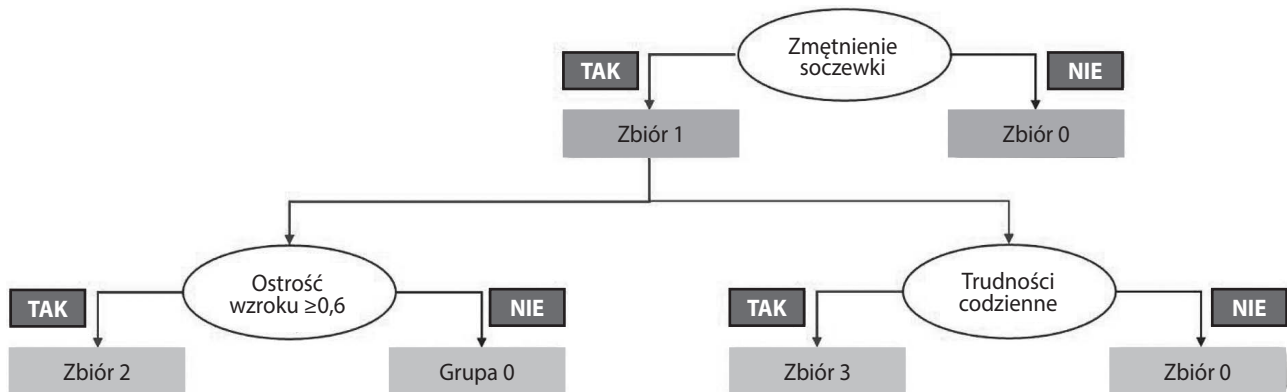 Zmętnienie
soczewki
TAK
NIE
Zbiór 1
Zbiór 0
Ostrość
wzroku ≥0,6
Trudności
codzienne
TAK
NIE
TAK
NIE
Zbiór 2
Grupa 0
Zbiór 3
Zbiór 0